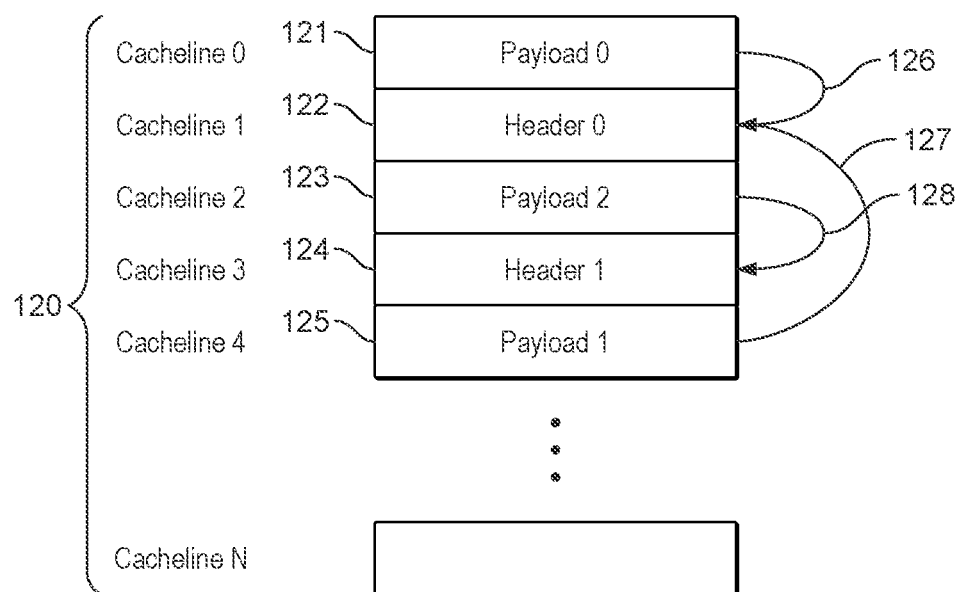 Cacheline 0 121 Payload 0 126
Cacheline 1 122 Header 0 127
Cacheline 2 123 Payload 2 128
Cacheline 3 124 Header 1
120
Cacheline 4 125 Payload 1
Cacheline N